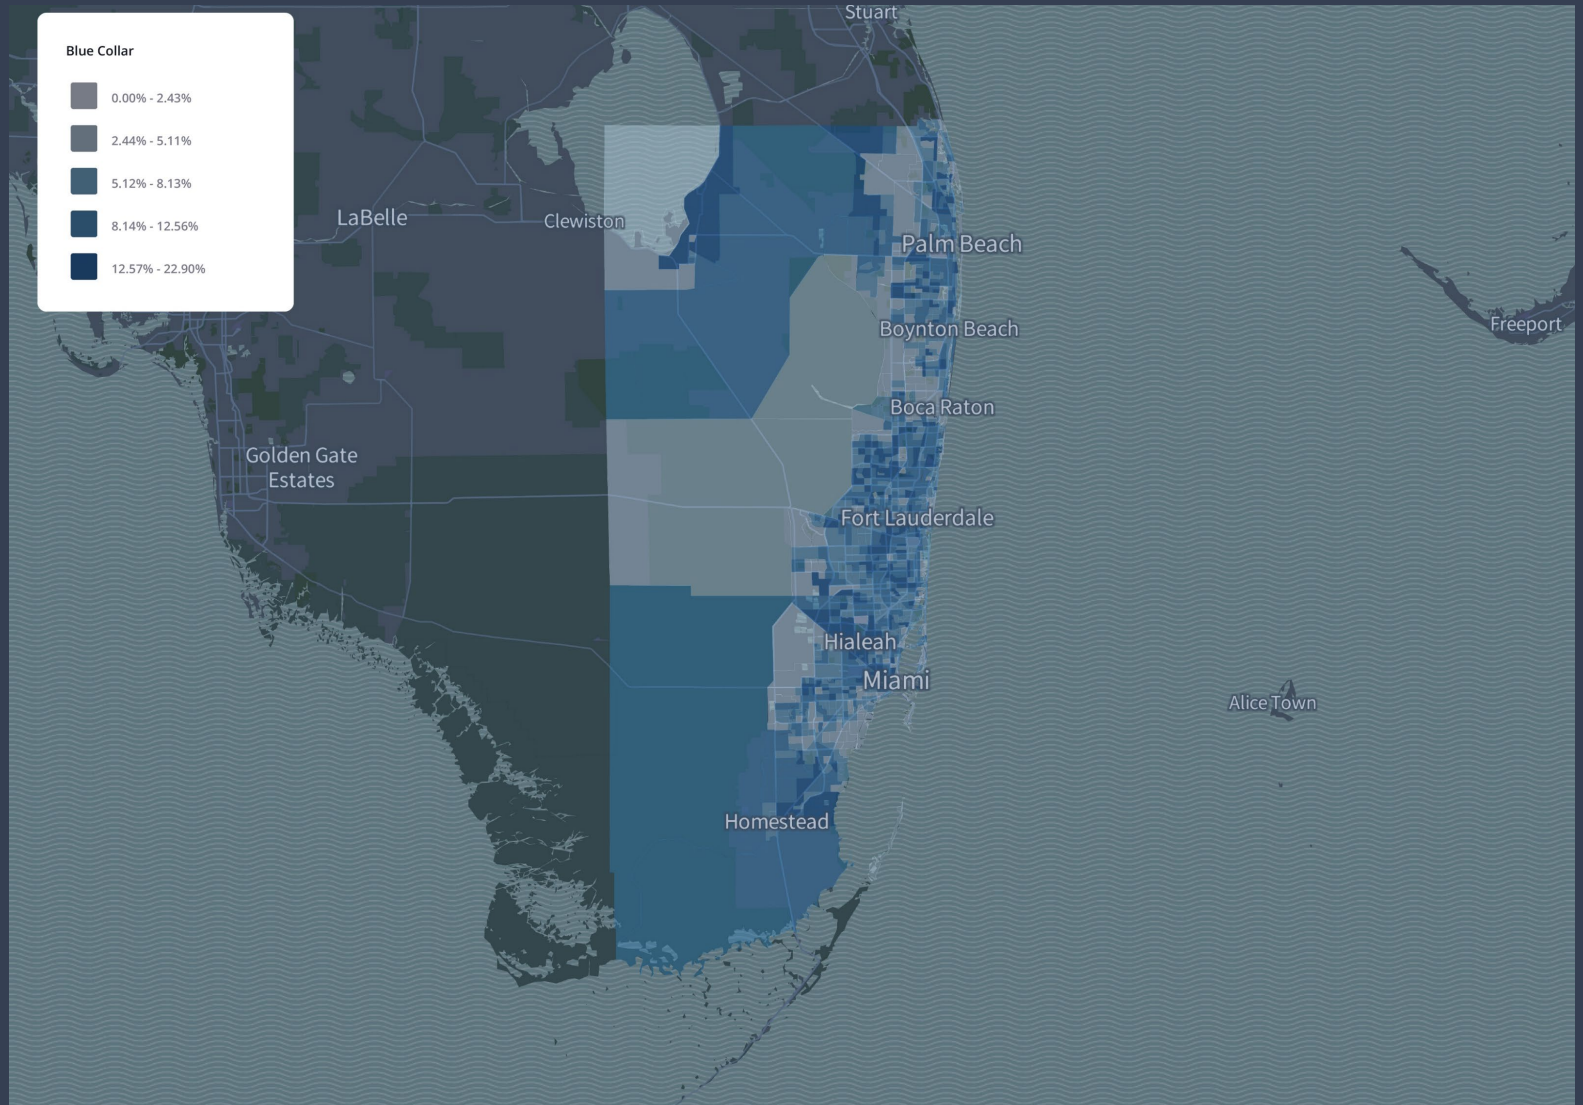 Stuart
Blue Collar
0.00% - 2.43%
2.44% - 5.11%
5.12% - 8.13%
8.14% - 12.56%
12.57% - 22.90%
LaBelle
Clewiston
Palm Beach
Boynton Beach
Freeport
Boca Raton
Golden Gate
Estates
Fort Lauderdale
Hialeah
Miami
Alice Town
Homestead